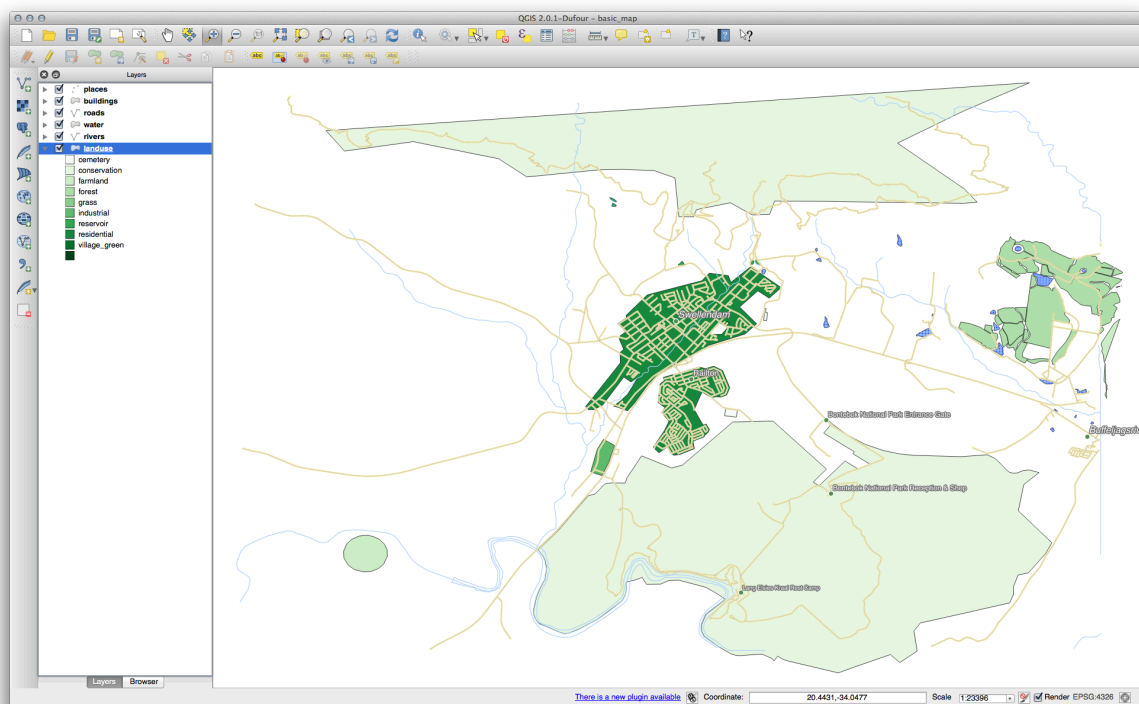 QGIS 2.0.1-Dufour - basic_map
Layers
places
buildings
roads
water
rivers
landuse
cemetery
conservation
farmland
forest
grass
industrial
reservoir
residential
village_green
Swellendam
Railton
Bontebok National Park Entrance Gate
Buffeljagsriv
Bontebok National Park Reception & Shop
Lang Elsies Kraal Rest Camp
Layers Browser
There is a new plugin available Coordinate: 20.4431,-34.0477 Scale 1:23396 Render EPSG:4326